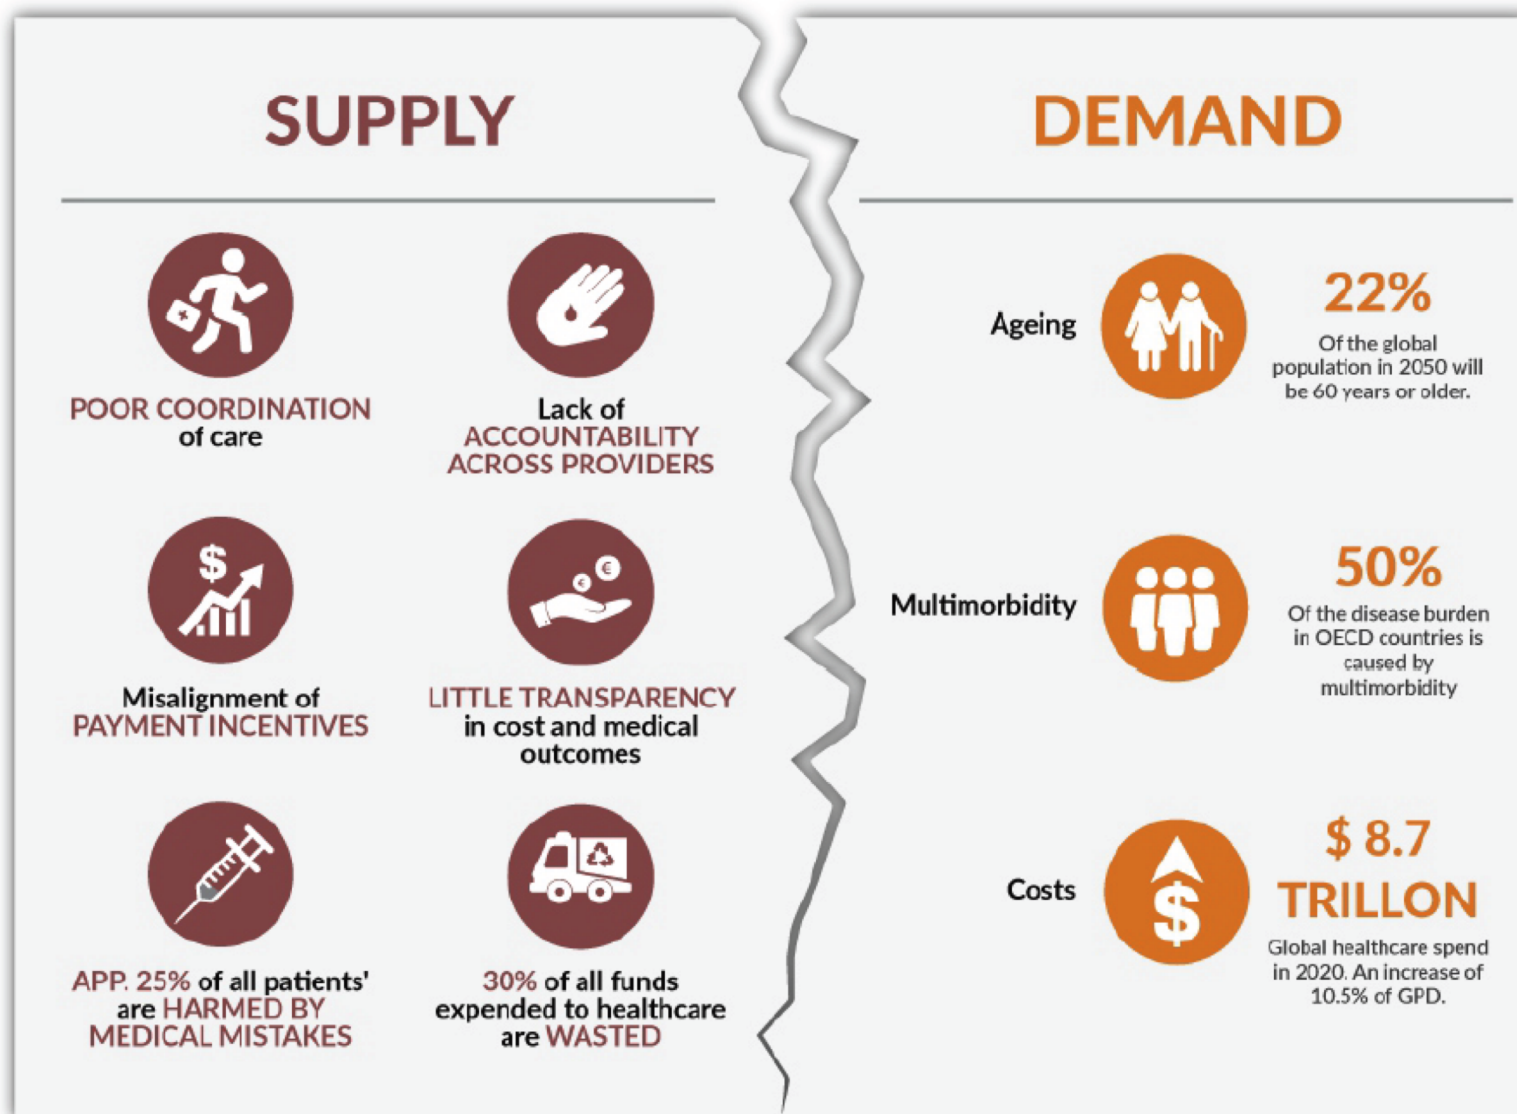 SUPPLY
POOR COORDINATION
of care
Lack of
ACCOUNTABILITY
ACROSS PROVIDERS
$
Misalignment of
PAYMENT INCENTIVES
€ €
LITTLE TRANSPARENCY
in cost and medical
outcomes
APP. 25% of all patients'
are HARMED BY
MEDICAL MISTAKES
30% of all funds
expended to healthcare
are WASTED
DEMAND
Ageing
22%
Of the global
population in 2050 will
be 60 years or older.
Multimorbidity
50%
Of the disease burden
in OECD countries is
caused by
multimorbidity
Costs
$
$ 8.7
TRILLON
Global healthcare spend
in 2020. An increase of
10.5% of GPD.